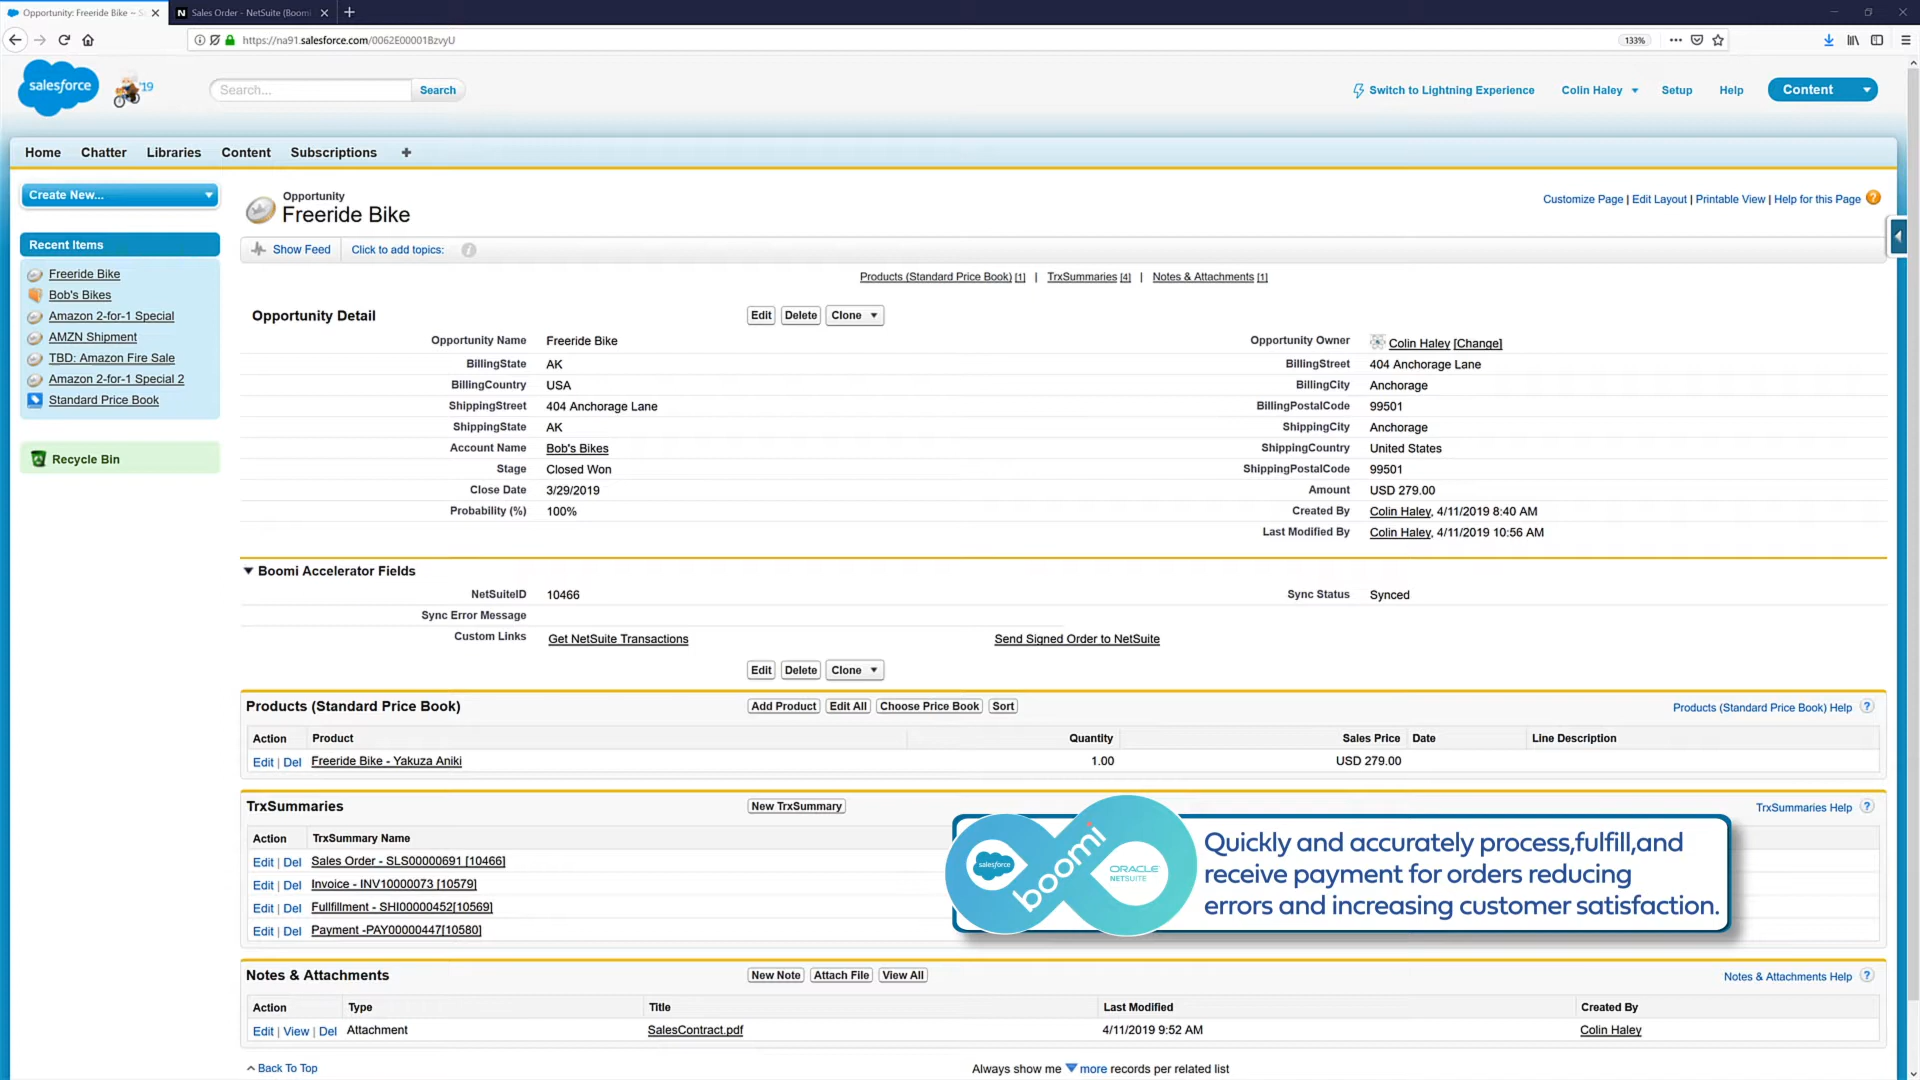 Opportunity: Freeride Bike ~ S
Sales Order - NetSuite (Boomi
https://na91.salesforce.com/0062E00001BzvyU
133%
salesforce
'19
Search...
Search
Switch to Lightning Experience
Colin Haley
Setup
Help
Content
Home
Chatter
Libraries
Content
Subscriptions
Create New...
Recent Items
Freeride Bike
Bob's Bikes
Amazon 2-for-1 Special
AMZN Shipment
TBD: Amazon Fire Sale
Amazon 2-for-1 Special 2
Standard Price Book
Recycle Bin
Opportunity
Freeride Bike
Customize Page | Edit Layout | Printable View | Help for this Page
Show Feed
Click to add topics:
Products (Standard Price Book) [1] | TrxSummaries [4] | Notes & Attachments [1]
Opportunity Detail
Edit
Delete
Clone
Opportunity Name Freeride Bike
Opportunity Owner Colin Haley [Change]
BillingState AK
BillingStreet 404 Anchorage Lane
BillingCountry USA
BillingCity Anchorage
ShippingStreet 404 Anchorage Lane
BillingPostalCode 99501
ShippingState AK
ShippingCity Anchorage
Account Name Bob's Bikes
ShippingCountry United States
Stage Closed Won
ShippingPostalCode 99501
Close Date 3/29/2019
Amount USD 279.00
Probability (%) 100%
Created By Colin Haley, 4/11/2019 8:40 AM
Last Modified By Colin Haley, 4/11/2019 10:56 AM
Boomi Accelerator Fields
NetSuiteID 10466
Sync Status Synced
Sync Error Message
Custom Links Get NetSuite Transactions
Send Signed Order to NetSuite
Edit
Delete
Clone
Products (Standard Price Book)
Add Product
Edit All
Choose Price Book
Sort
Products (Standard Price Book) Help
Action Product Quantity Sales Price Date Line Description
Edit | Del Freeride Bike - Yakuza Aniki 1.00 USD 279.00
TrxSummaries
New TrxSummary
TrxSummaries Help
Action TrxSummary Name
Edit | Del Sales Order - SLS00000691 [10466]
Edit | Del Invoice - INV10000073 [10579]
Edit | Del Fullfillment - SHI00000452[10569]
Edit | Del Payment -PAY00000447[10580]
salesforce
boomi
ORACLE
NETSUITE
Quickly and accurately process,fulfill,and
receive payment for orders reducing
errors and increasing customer satisfaction.
Notes & Attachments
New Note
Attach File
View All
Notes & Attachments Help
Action Type Title Last Modified Created By
Edit | View | Del Attachment SalesContract.pdf 4/11/2019 9:52 AM Colin Haley
Back To Top
Always show me more records per related list